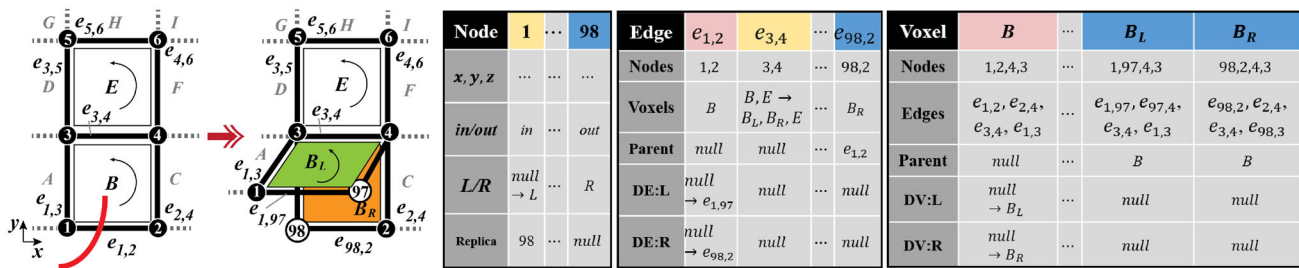 G e5,6 H I
5 6
e3,5 e4,6
D E F
e3,4
3 4
A B C
e1,3 e2,4
1 2
e1,2
y
x
G e5,6 H I
5 6
e3,5 e4,6
D E F
e3,4
3 4
A BL C
e1,3 e2,4
1 97
e1,97 BR
98 2
e98,2
Node 1 ... 98
x, y, z ... ... ...
in/out in ... out
L/R null → L ... R
Replica 98 ... null
Edge e1,2 e3,4 ... e98,2
Nodes 1,2 3,4 ... 98,2
Voxels B B, E → BL, BR, E ... BR
Parent null null ... e1,2
DE:L null → e1,97 null ... null
DE:R null → e98,2 null ... null
Voxel B ... BL BR
Nodes 1,2,4,3 ... 1,97,4,3 98,2,4,3
Edges e1,2, e2,4, e3,4, e1,3 ... e1,97, e97,4, e3,4, e1,3 e98,2, e2,4, e3,4, e98,3
Parent null ... B B
DV:L null → BL ... null null
DV:R null → BR ... null null